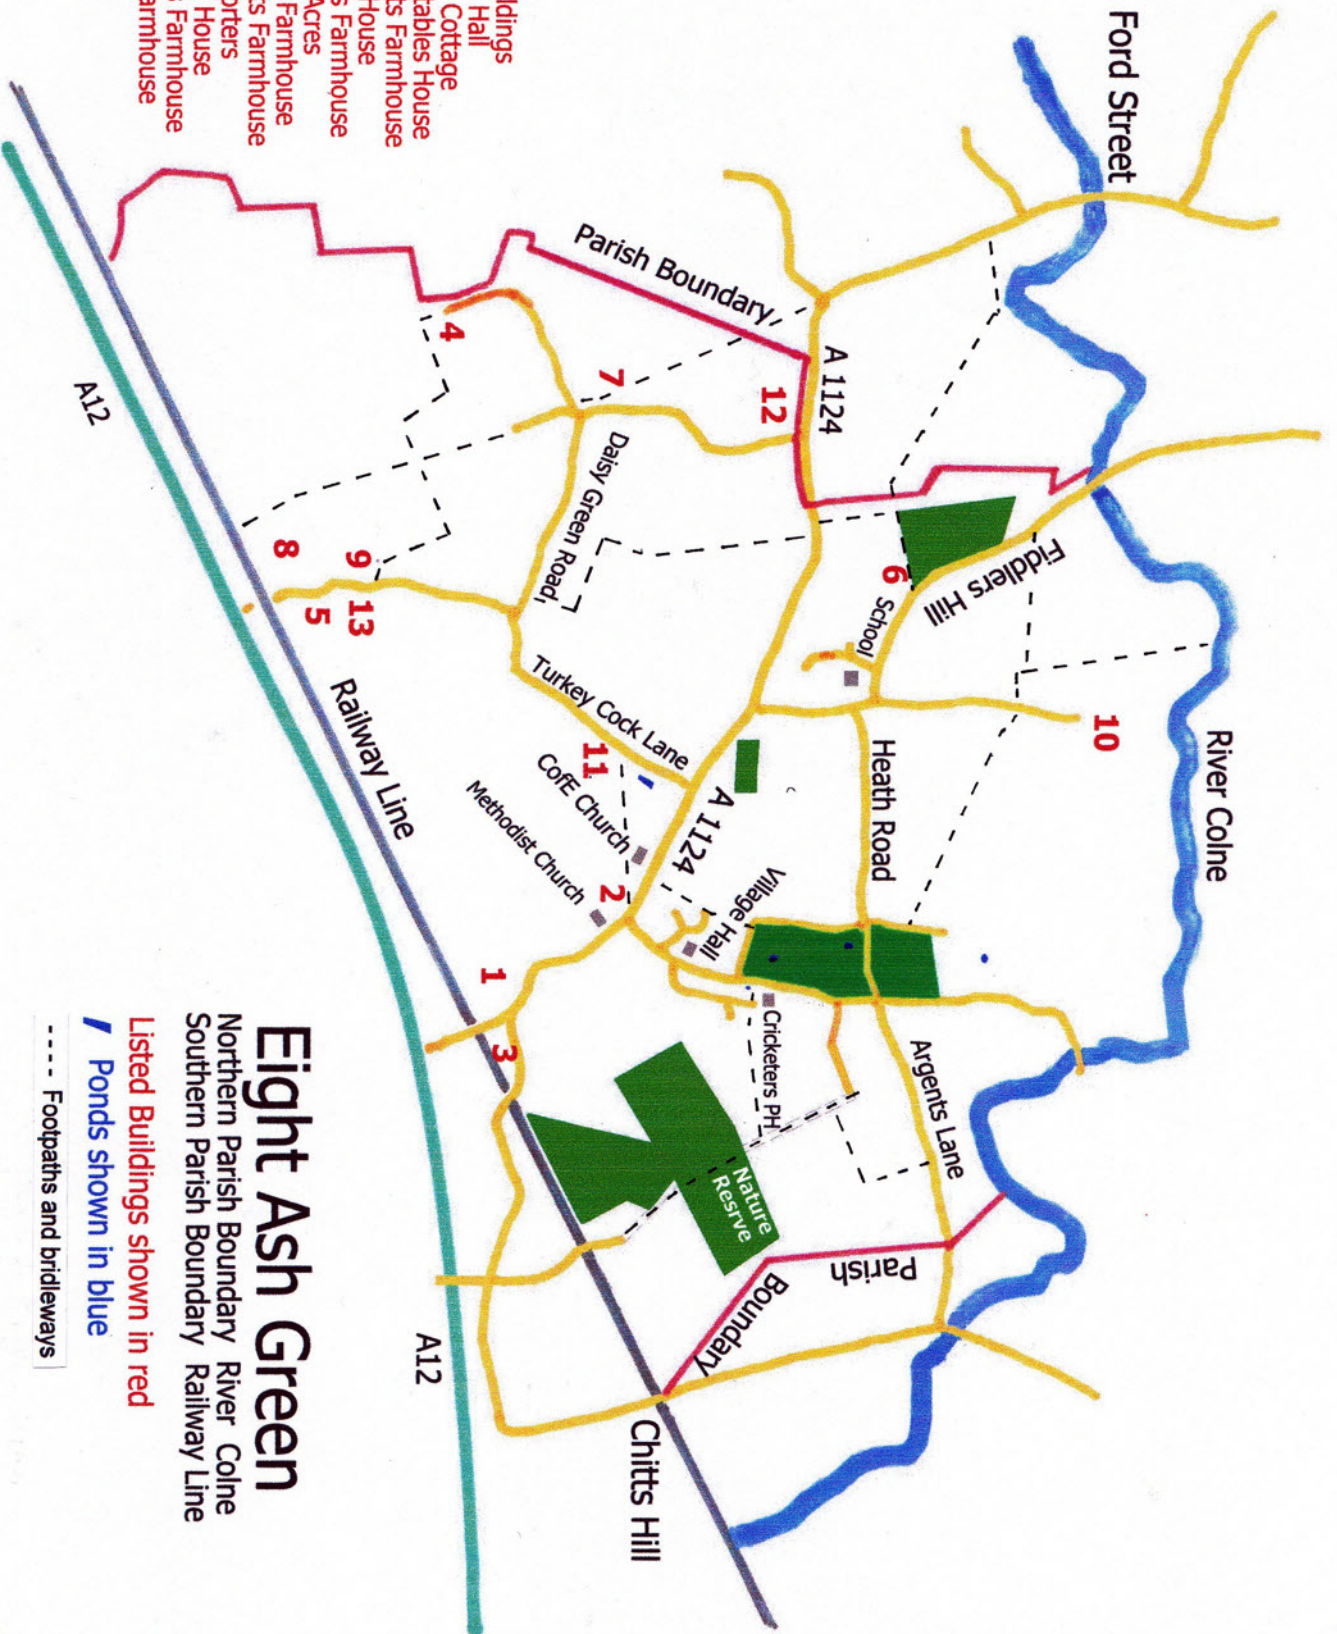 Ford Street
River Colne
Parish Boundary
A 1124
12
7
4
Daisy Green Road,
Fiddlers Hill
6
School
10
Heath Road
8
9
5
13
Turkey Cock Lane
11
CofE Church
Methodist Church
A 1124
2
Village Hall
Cricketers PH
Argents Lane
Nature
Resrve
Parish
Boundary
1
3
Railway Line
A12
A12
Chitts Hill
Hall
Cottage
House
Farmhouse
House
Farmhouse
Acres
Farmhouse
Farmhouse
House
Farmhouse
Eight Ash Green
Northern Parish Boundary River Colne
Southern Parish Boundary Railway Line
Listed Buildings shown in red
Ponds shown in blue
---- Footpaths and bridleways